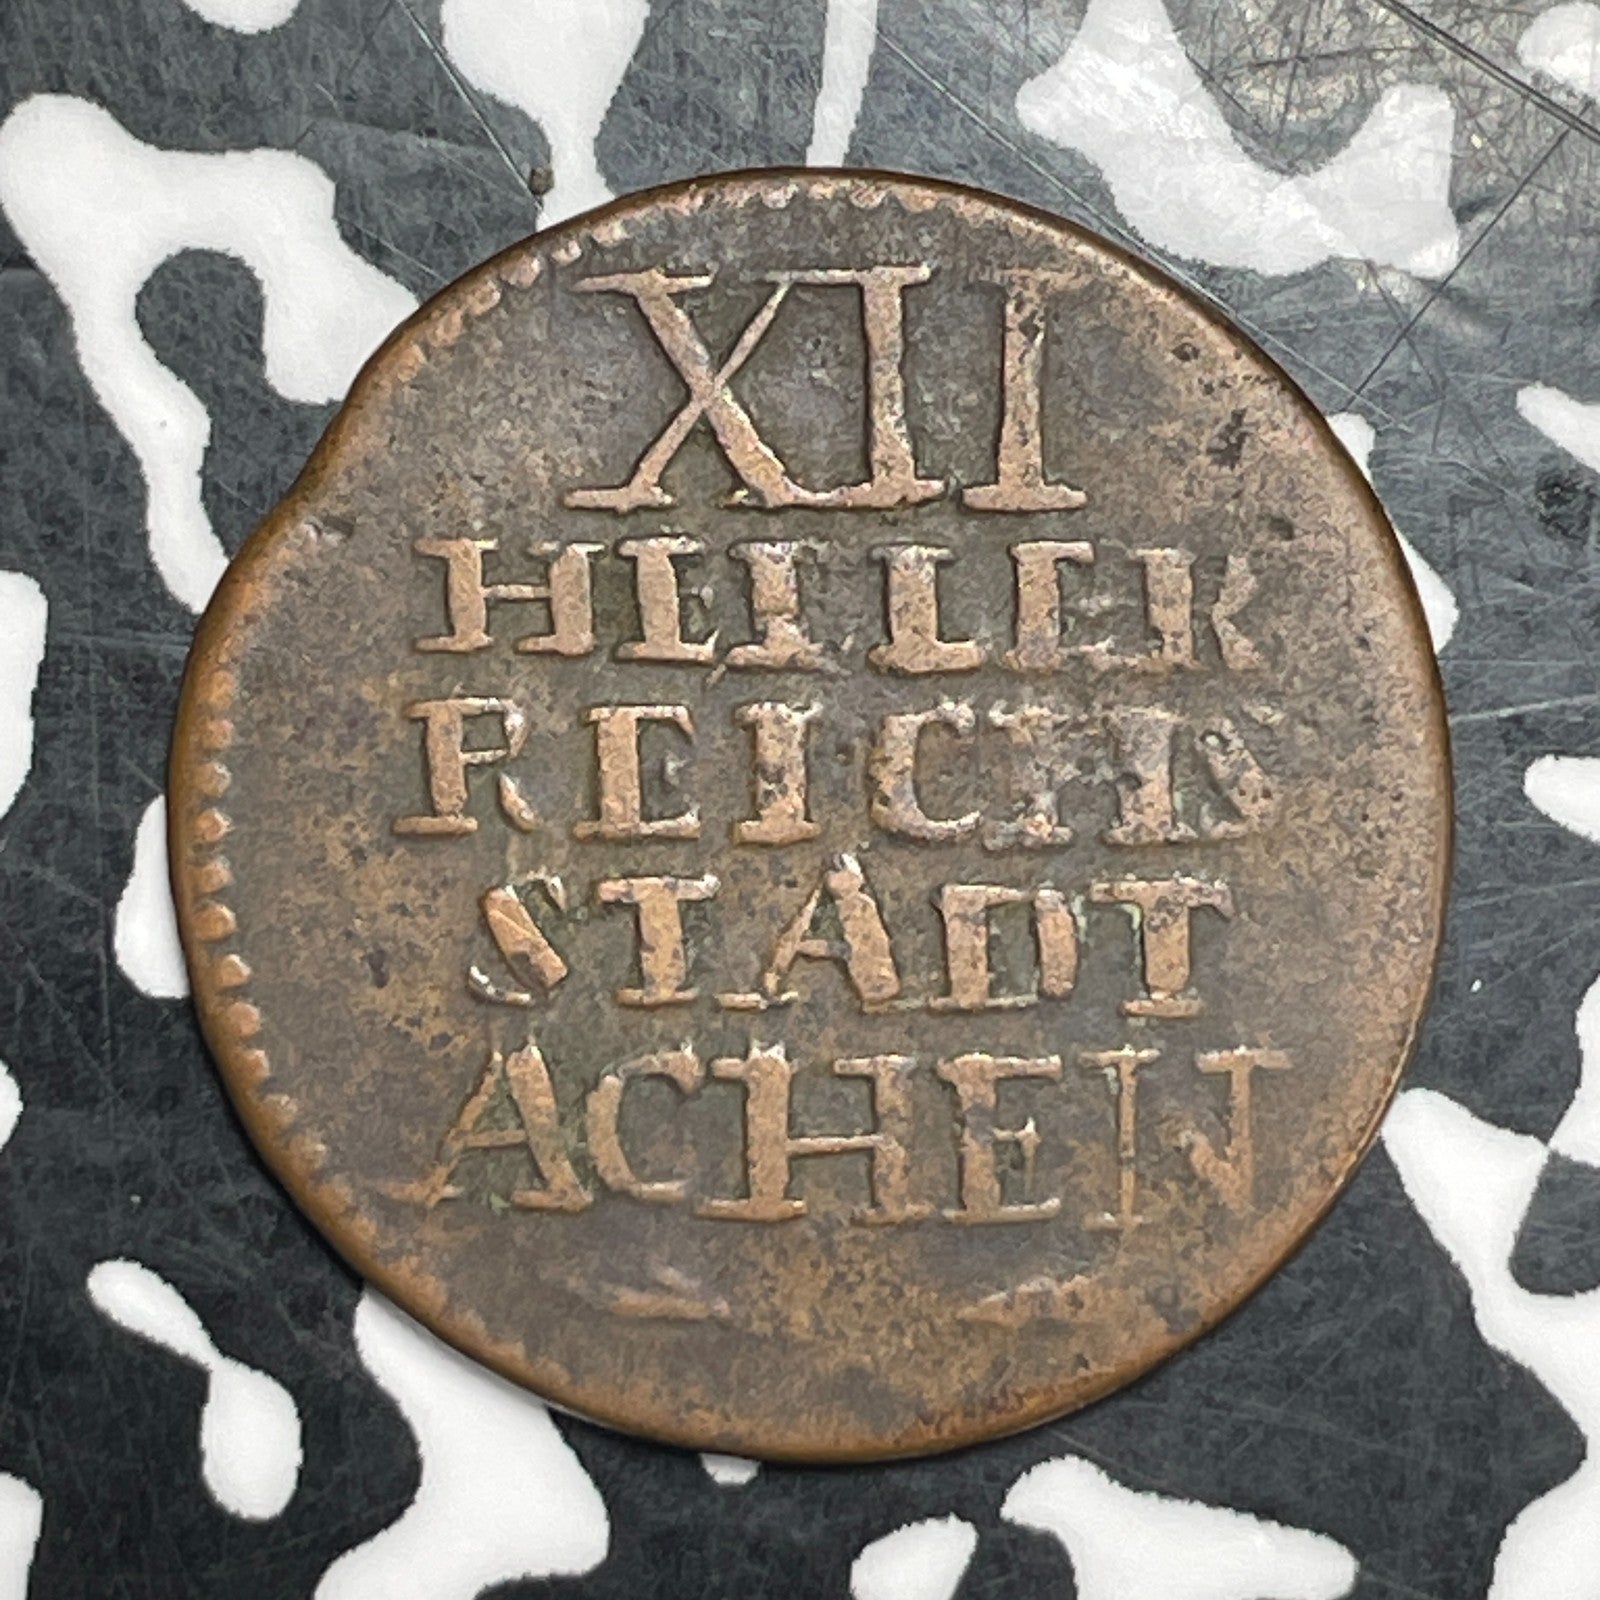 XII
HELLER
REICHS
STADT
ACHEN